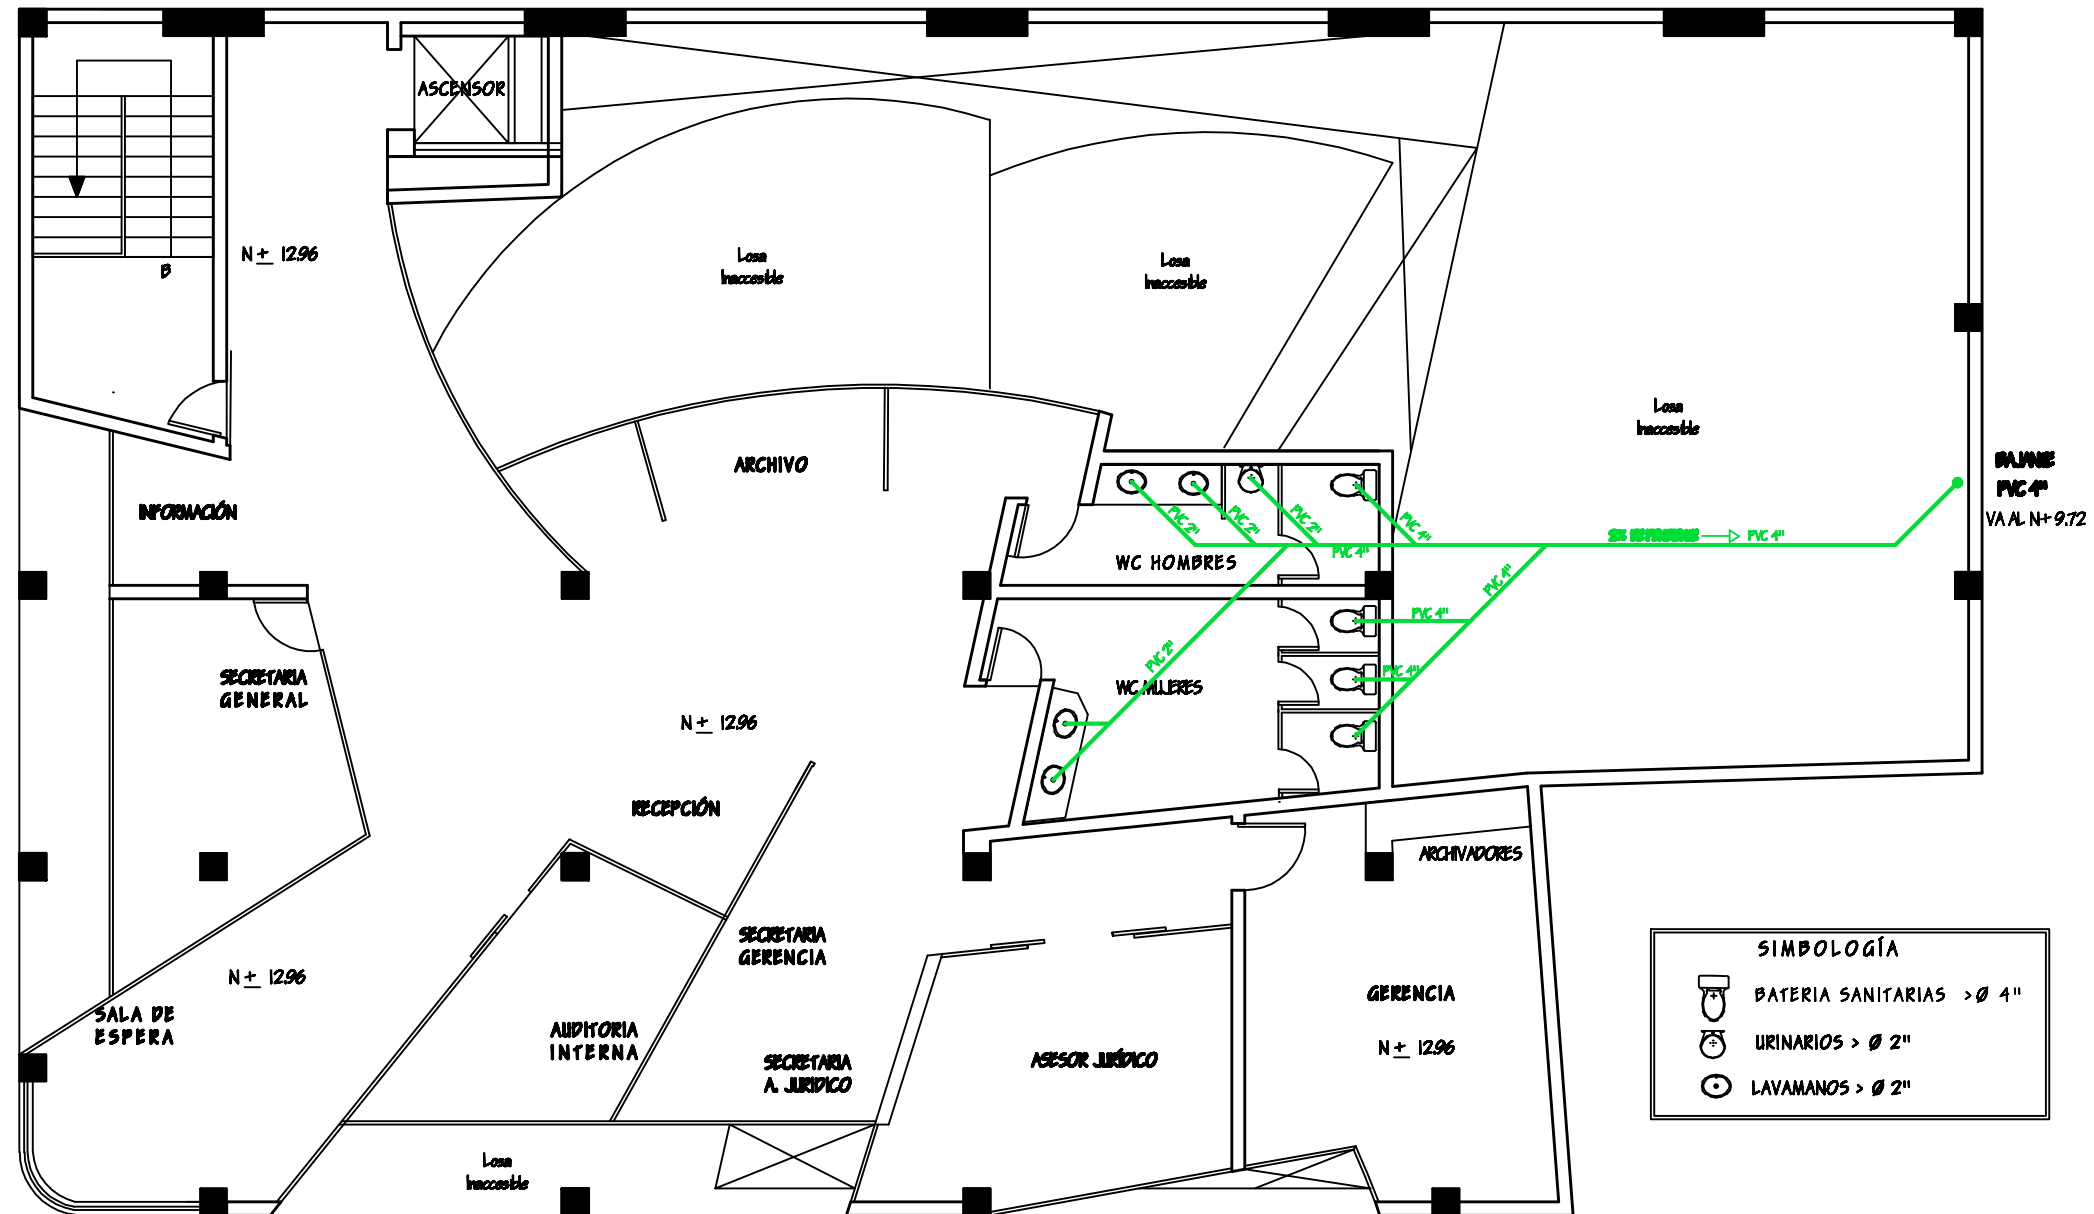 ASCENSOR
N ± 12.96
B
Losa
Inaccesible
Losa
Inaccesible
Losa
Inaccesible
ARCHIVO
INFORMACIÓN
BAJANTE
PVC 4"
VA AL N+ 9.72
PVC 2"
PVC 2"
PVC 2"
PVC 4"
PVC 4"
PVC 4"
WC HOMBRES
PVC 4"
PVC 4"
PVC 2"
PVC 4"
WC MUJERES
SECRETARIA
GENERAL
N ± 12.96
RECEPCIÓN
ARCHIVADORES
SECRETARIA
GERENCIA
N ± 12.96
SALA DE
ESPERA
AUDITORIA
INTERNA
SECRETARIA
A. JURIDICO
ASESOR JURÍDICO
GERENCIA
N ± 12.96
Losa
Inaccesible
SIMBOLOGÍA
BATERIA SANITARIAS > Ø 4"
URINARIOS > Ø 2"
LAVAMANOS > Ø 2"